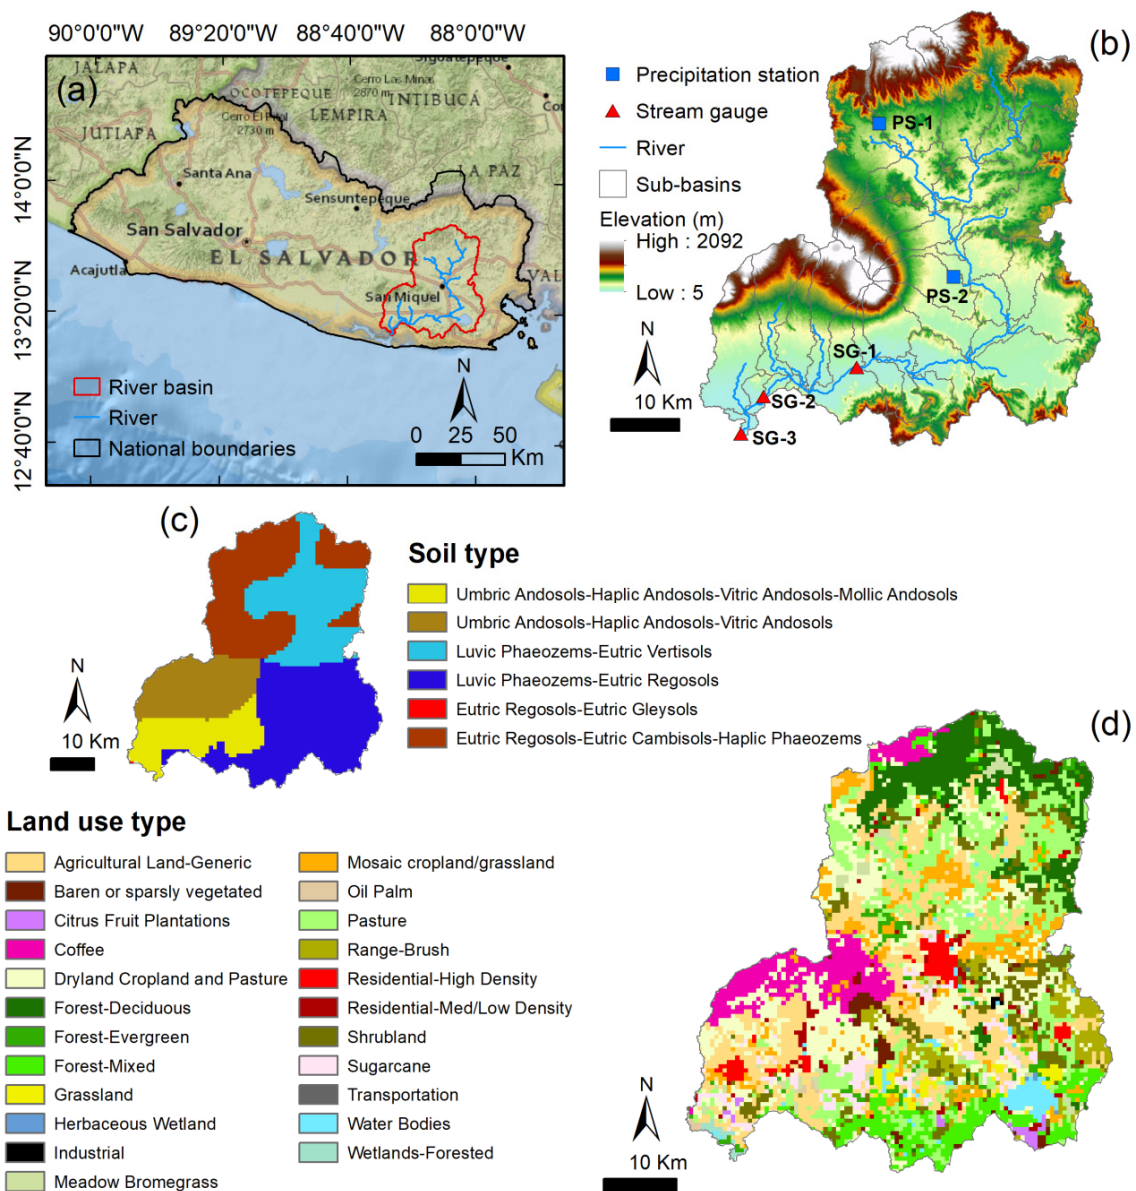 90°0'0"W 89°20'0"W 88°40'0"W 88°00'0"W
14°0'0"N
13°20'0"N
12°40'0"N
(a)
JALAPA
OCOTEPEQUE
Cerro Las Minas
2870 m
INTIBUCÁ
LEMPIRA
Cerro El Pital
2730 m
JUTIAPA
LA PAZ
Santa Ana
Sensuntepeque
San Salvador
EL SALVADOR
Acajutla
San Miguel
VAL
N
River basin
River
National boundaries
0 25 50
Km
(b)
Precipitation station
Stream gauge
River
Sub-basins
Elevation (m)
High : 2092
Low : 5
PS-1
PS-2
SG-1
SG-2
SG-3
N
10 Km
(c)
N
10 Km
Soil type
Umbric Andosols-Haplic Andosols-Vitric Andosols-Mollic Andosols
Umbric Andosols-Haplic Andosols-Vitric Andosols
Luvic Phaeozems-Eutric Vertisols
Luvic Phaeozems-Eutric Regosols
Eutric Regosols-Eutric Gleysols
Eutric Regosols-Eutric Cambisols-Haplic Phaeozems
(d)
Land use type
Agricultural Land-Generic
Baren or sparsly vegetated
Citrus Fruit Plantations
Coffee
Dryland Cropland and Pasture
Forest-Deciduous
Forest-Evergreen
Forest-Mixed
Grassland
Herbaceous Wetland
Industrial
Meadow Bromegrass
Mosaic cropland/grassland
Oil Palm
Pasture
Range-Brush
Residential-High Density
Residential-Med/Low Density
Shrubland
Sugarcane
Transportation
Water Bodies
Wetlands-Forested
N
10 Km